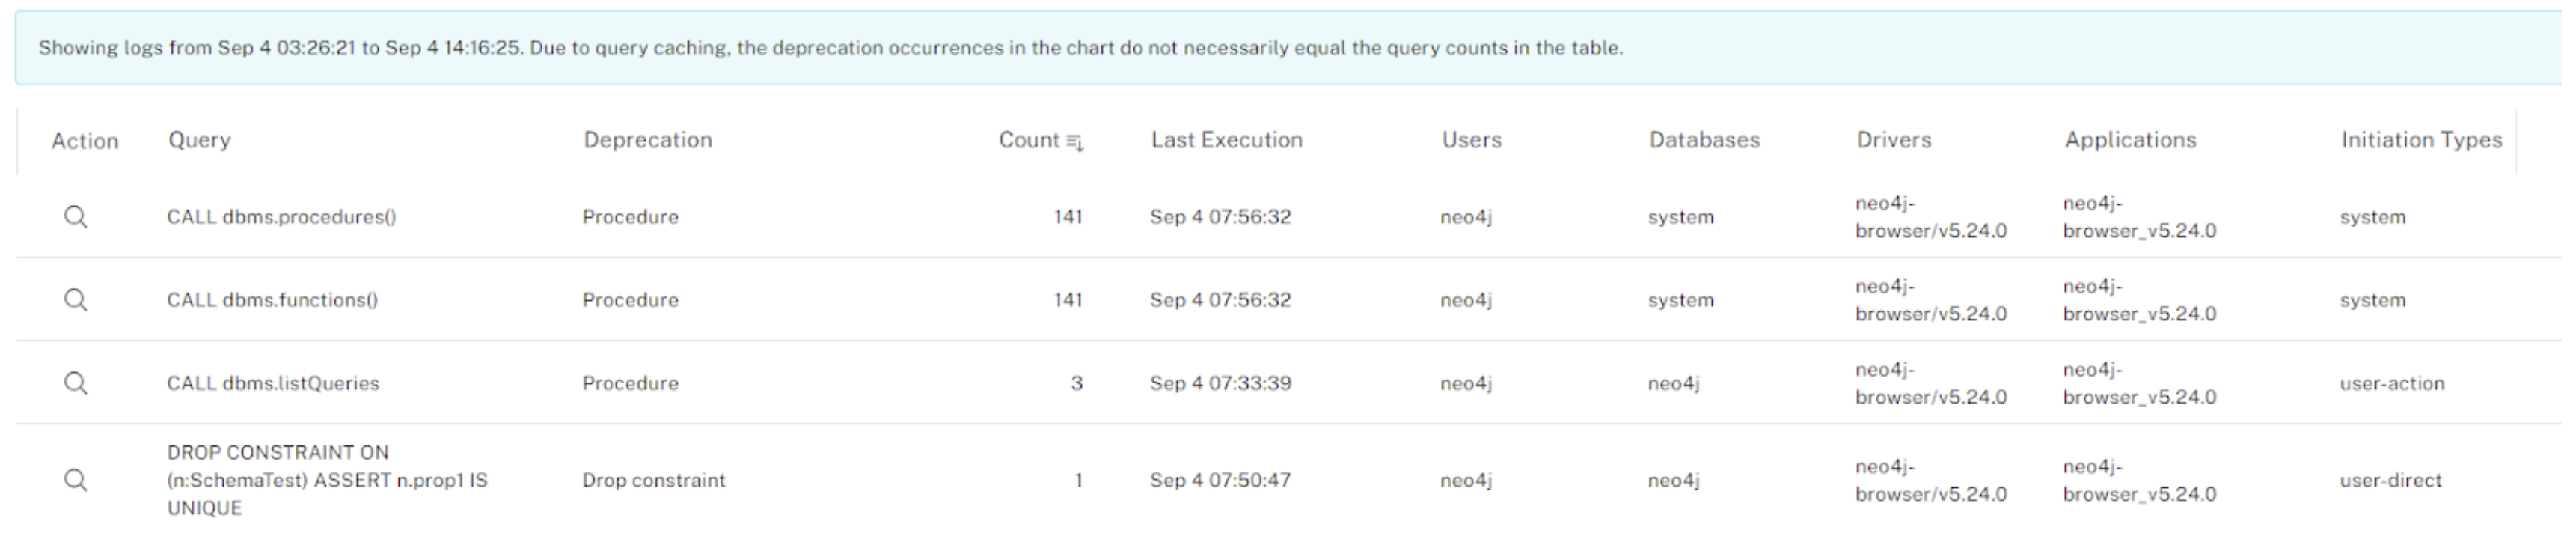 Showing logs from Sep 4 03:26:21 to Sep 4 14:16:25. Due to query caching, the deprecation occurrences in the chart do not necessarily equal the query counts in the table.
Action Query Deprecation Count Last Execution Users Databases Drivers Applications Initiation Types
CALL dbms.procedures() Procedure 141 Sep 4 07:56:32 neo4j system neo4j- neo4j- system
browser/v5.24.0 browser_v5.24.0
CALL dbms.functions() Procedure 141 Sep 4 07:56:32 neo4j system neo4j- neo4j- system
browser/v5.24.0 browser_v5.24.0
CALL dbms.listQueries Procedure 3 Sep 4 07:33:39 neo4j neo4j neo4j- neo4j- user-action
browser/v5.24.0 browser_v5.24.0
DROP CONSTRAINT ON
(n:SchemaTest) ASSERT n.prop1 IS
UNIQUE
Drop constraint 1 Sep 4 07:50:47 neo4j neo4j neo4j- neo4j- user-direct
browser/v5.24.0 browser_v5.24.0